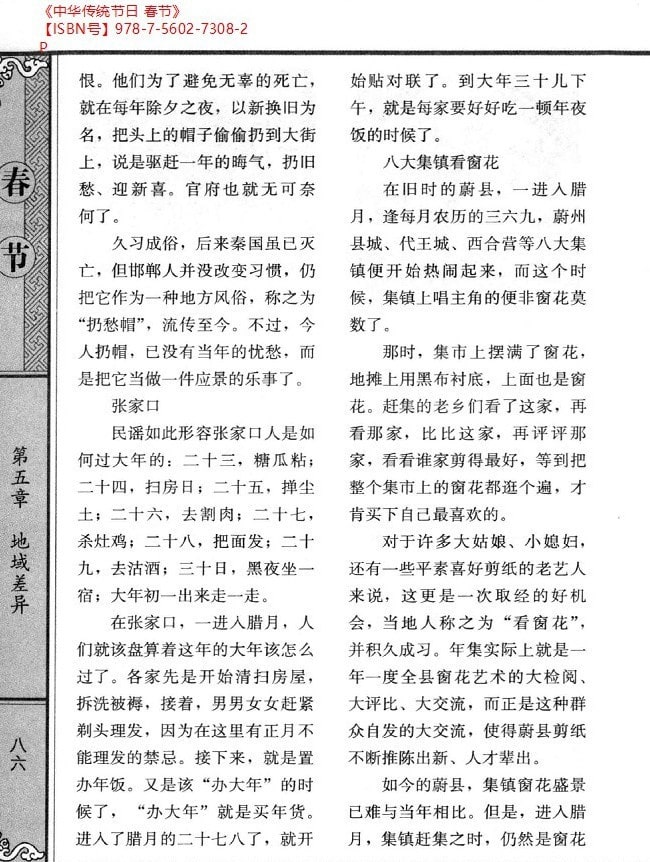 《中华传统节日 春节》
【ISBN号】978-7-5602-7308-2
P
春
节
第五章 地域差异
八六
恨。他们为了避免无辜的死亡，
就在每年除夕之夜，以新换旧为
名，把头上的帽子偷偷扔到大街
上，说是驱赶一年的晦气，扔旧
愁、迎新喜。官府也就无可奈
何了。
久习成俗，后来秦国虽已灭
亡，但邯郸人并没改变习惯，仍
把它作为一种地方风俗，称之为
“扔愁帽”，流传至今。不过，今
人扔帽，已没有当年的忧愁，而
是把它当做一件应景的乐事了。
张家口
民谣如此形容张家口人是如
何过大年的：二十三，糖瓜粘；
二十四，扫房日；二十五，掸尘
土；二十六，去割肉；二十七，
杀灶鸡；二十八，把面发；二十
九，去沽酒；三十日，黑夜坐一
宿；大年初一出来走一走。
在张家口，一进入腊月，人
们就该盘算着这年的大年该怎么
过了。各家先是开始清扫房屋，
拆洗被褥，接着，男男女女赶紧
剃头理发，因为在这里有正月不
能理发的禁忌。接下来，就是置
办年饭。又是该“办大年”的时
候了，“办大年”就是买年货。
进入了腊月的二十七八了，就开
始贴对联了。到大年三十儿下
午，就是每家要好好吃一顿年夜
饭的时候了。
八大集镇看窗花
在旧时的蔚县，一进入腊
月，逢每月农历的三六九，蔚州
县城、代王城、西合营等八大集
镇便开始热闹起来，而这个时
候，集镇上唱主角的便非窗花莫
数了。
那时，集市上摆满了窗花，
地摊上用黑布衬底，上面也是窗
花。赶集的老乡们看了这家，再
看那家，比比这家，再评评那
家，看看谁家剪得最好，等到把
整个集市上的窗花都逛个遍，才
肯买下自己最喜欢的。
对于许多大姑娘、小媳妇，
还有一些平素喜好剪纸的老艺人
来说，这更是一次取经的好机
会，当地人称之为“看窗花”，
并积久成习。年集实际上就是一
年一度全县窗花艺术的大检阅、
大评比、大交流，而正是这种群
众自发的大交流，使得蔚县剪纸
不断推陈出新、人才辈出。
如今的蔚县，集镇窗花盛景
已难与当年相比。但是，进入腊
月，集镇赶集之时，仍然是窗花